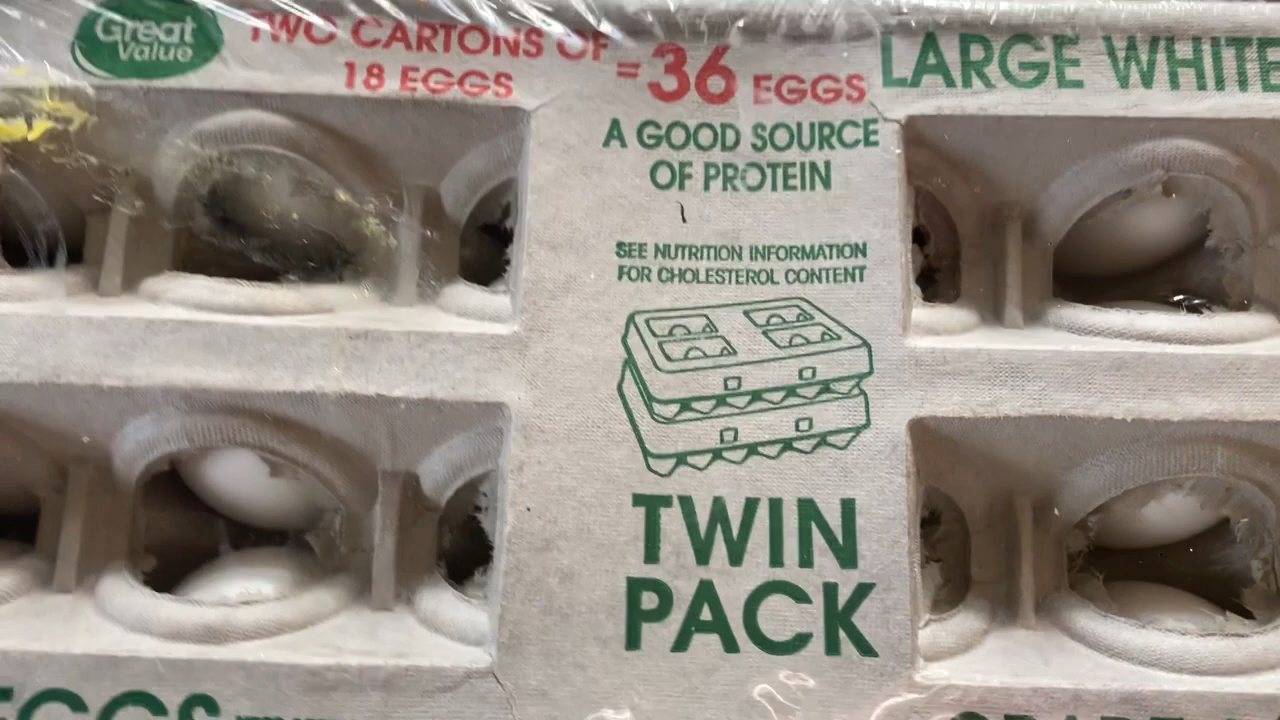 Great
Value
TWO CARTONS OF
18 EGGS
= 36 EGGS
LARGE WHITE
A GOOD SOURCE
OF PROTEIN
SEE NUTRITION INFORMATION
FOR CHOLESTEROL CONTENT
TWIN
PACK
EGGS